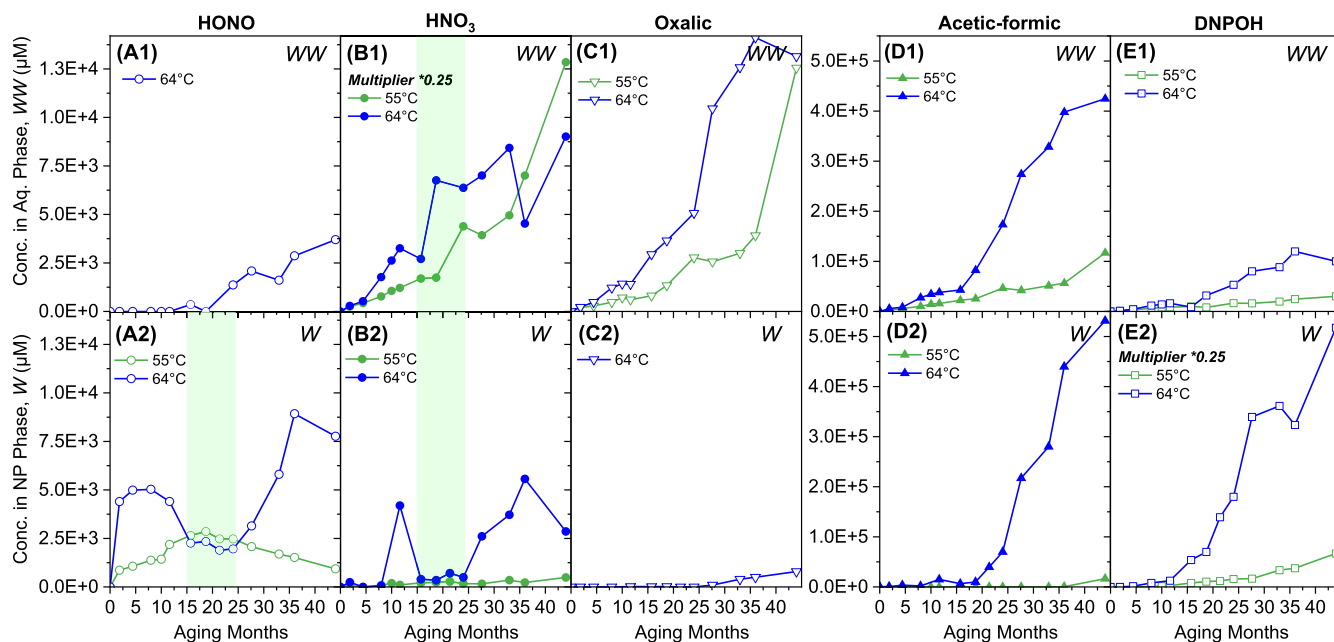 HONO HNO₃ Oxalic Acetic-formic DNPOH
Conc. in Aq. Phase, WW (μM)
1.3E+4
1.0E+4
7.5E+3
5.0E+3
2.5E+3
0.0E+0
(A1) WW
64°C
(B1) WW
Multiplier *0.25
55°C
64°C
(C1) WW
55°C
64°C
5.0E+5
4.0E+5
3.0E+5
2.0E+5
1.0E+5
0.0E+0
(D1) WW
55°C
64°C
(E1) WW
55°C
64°C
Conc. in NP Phase, W (μM)
1.3E+4
1.0E+4
7.5E+3
5.0E+3
2.5E+3
0.0E+0
(A2) W
55°C
64°C
(B2) W
55°C
64°C
(C2) W
64°C
5.0E+5
4.0E+5
3.0E+5
2.0E+5
1.0E+5
0.0E+0
(D2) W
55°C
64°C
(E2) W
Multiplier *0.25
55°C
64°C
0 5 10 15 20 25 30 35 40
0 5 10 15 20 25 30 35 40
0 5 10 15 20 25 30 35 40
0 5 10 15 20 25 30 35 40
0 5 10 15 20 25 30 35 40
Aging Months Aging Months Aging Months Aging Months Aging Months